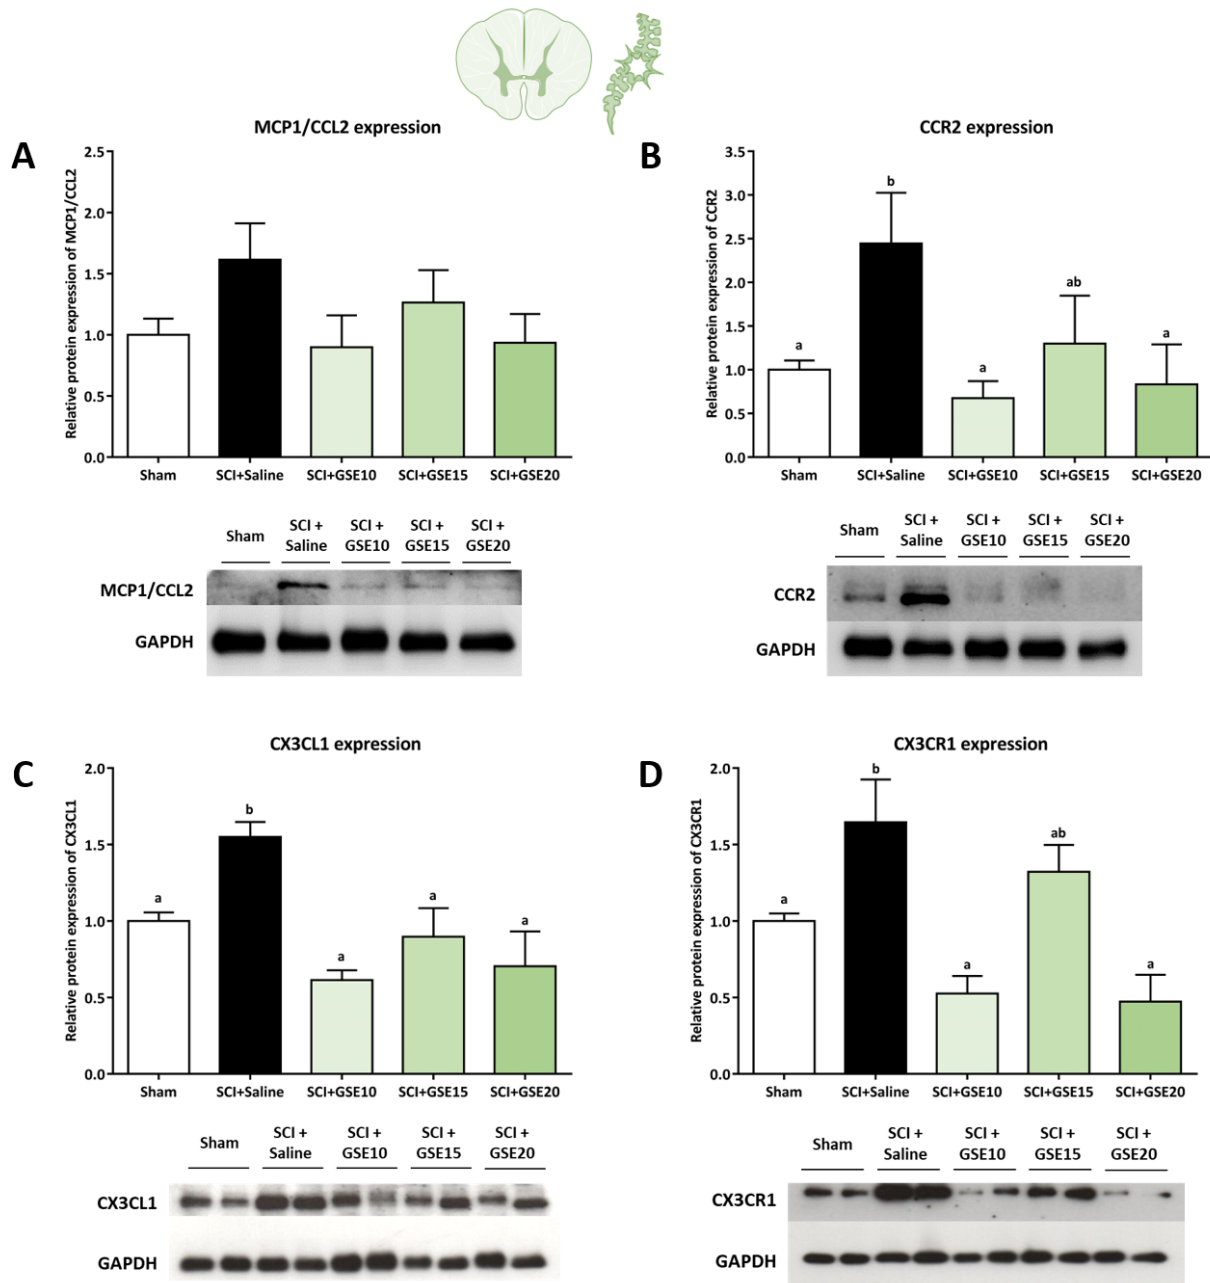 A
MCP1/CCL2 expression
Relative protein expression of MCP1/CCL2
2.5
2.0
1.5
1.0
0.5
0.0
Sham SCI+Saline SCI+GSE10 SCI+GSE15 SCI+GSE20
Sham SCI + Saline SCI + GSE10 SCI + GSE15 SCI + GSE20
MCP1/CCL2
GAPDH
B
CCR2 expression
Relative protein expression of CCR2
3.5
3.0
2.5
2.0
1.5
1.0
0.5
0.0
a b a ab a
Sham SCI+Saline SCI+GSE10 SCI+GSE15 SCI+GSE20
Sham SCI + Saline SCI + GSE10 SCI + GSE15 SCI + GSE20
CCR2
GAPDH
C
CX3CL1 expression
Relative protein expression of CX3CL1
2.0
1.5
1.0
0.5
0.0
a b a a a
Sham SCI+Saline SCI+GSE10 SCI+GSE15 SCI+GSE20
Sham SCI + Saline SCI + GSE10 SCI + GSE15 SCI + GSE20
CX3CL1
GAPDH
D
CX3CR1 expression
Relative protein expression of CX3CR1
2.0
1.5
1.0
0.5
0.0
a b a ab a
Sham SCI+Saline SCI+GSE10 SCI+GSE15 SCI+GSE20
Sham SCI + Saline SCI + GSE10 SCI + GSE15 SCI + GSE20
CX3CR1
GAPDH